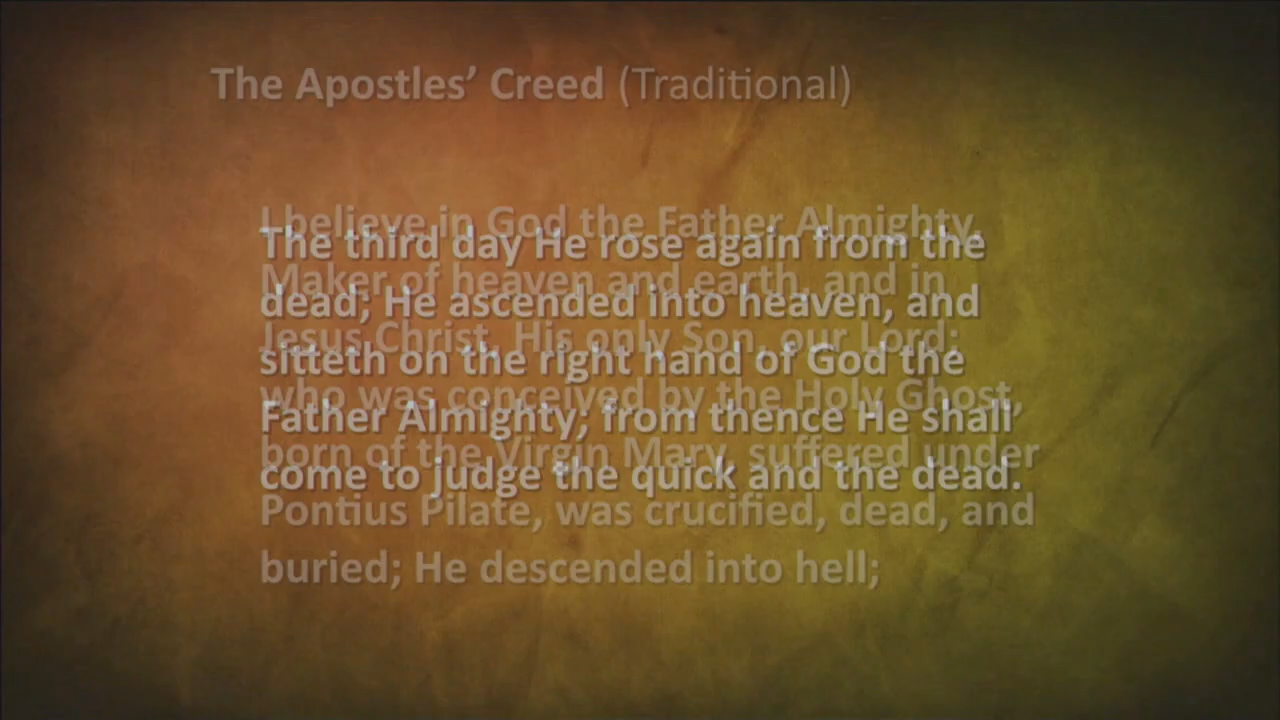 The Apostles’ Creed (Traditional)
I believe in God the Father Almighty,
Maker of heaven and earth, and in
Jesus Christ, His only Son, our Lord;
who was conceived by the Holy Ghost,
born of the Virgin Mary, suffered under
Pontius Pilate, was crucified, dead, and
buried; He descended into hell;
The third day He rose again from the
dead; He ascended into heaven, and
sitteth on the right hand of God the
Father Almighty; from thence He shall
come to judge the quick and the dead.